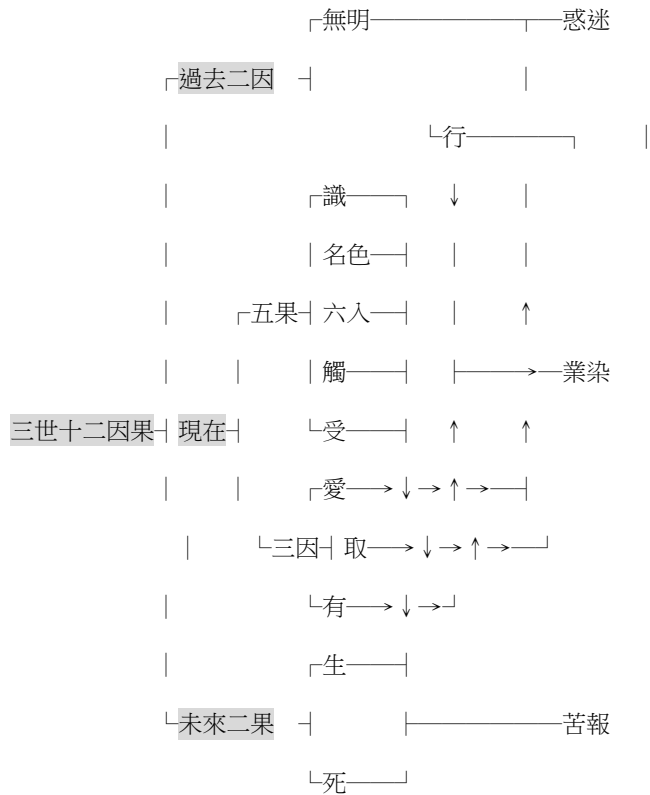 無明 惑迷
過去二因
行
識
名色
五果 六入
觸 業染
三世十二因果 現在 受
愛
三因 取
有
生
未來二果 苦報
死